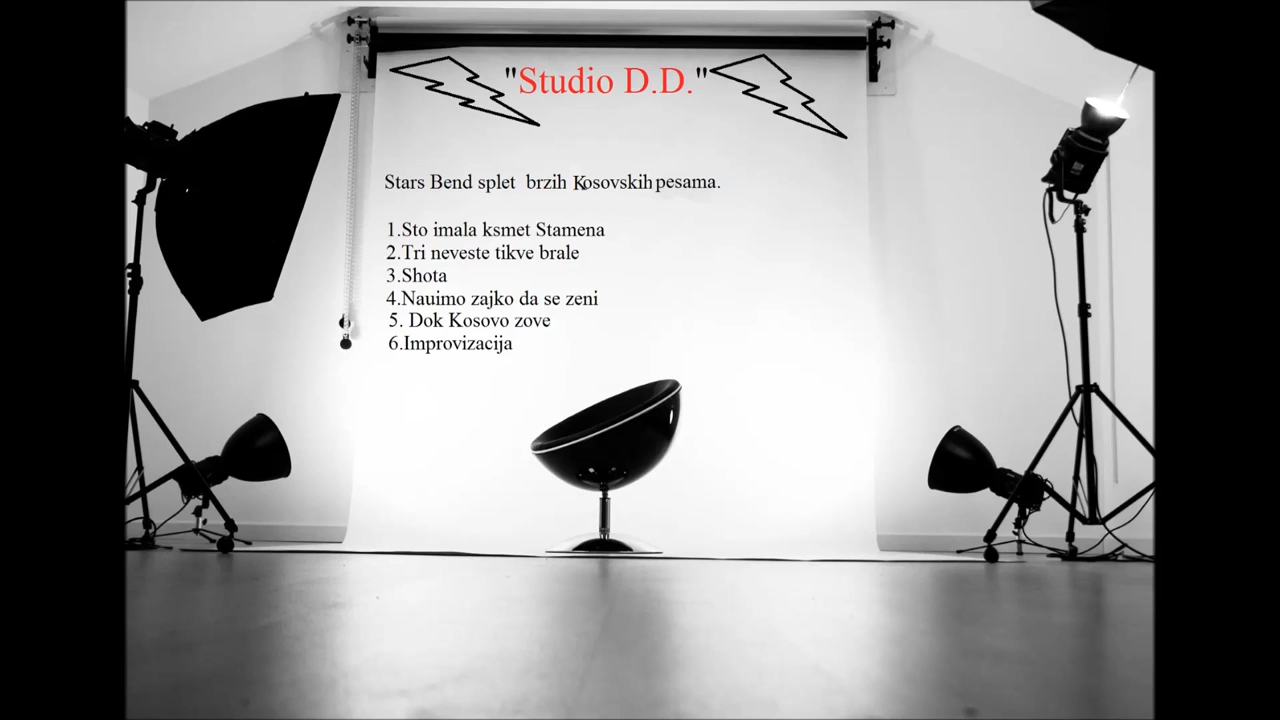 "Studio D.D."
Stars Bend splet brzih Kosovskih pesama.
1.Sto imala ksmet Stamena
2.Tri neveste tikve brale
3.Shota
4.Nauimo zajko da se zeni
5. Dok Kosovo zove
6.Improvizacija